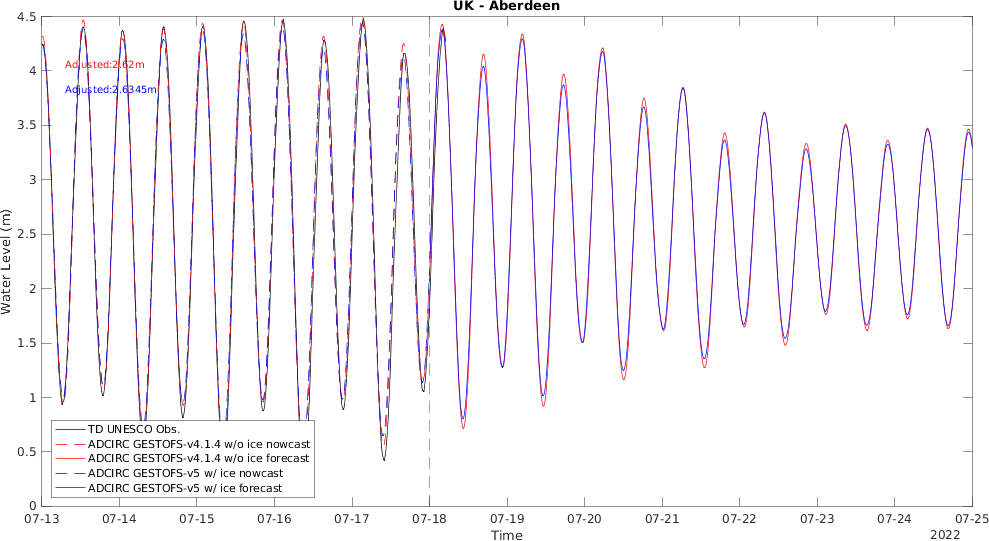 UK - Aberdeen
4.5
4
3.5
3
2.5
2
1.5
1
0.5
0
Water Level (m)
Adjusted:2.62m
Adjusted:2.6345m
TD UNESCO Obs.
ADCIRC GESTOFS-v4.1.4 w/o ice nowcast
ADCIRC GESTOFS-v4.1.4 w/o ice forecast
ADCIRC GESTOFS-v5 w/ ice nowcast
ADCIRC GESTOFS-v5 w/ ice forecast
07-13 07-14 07-15 07-16 07-17 07-18 07-19 07-20 07-21 07-22 07-23 07-24 07-25
Time
2022